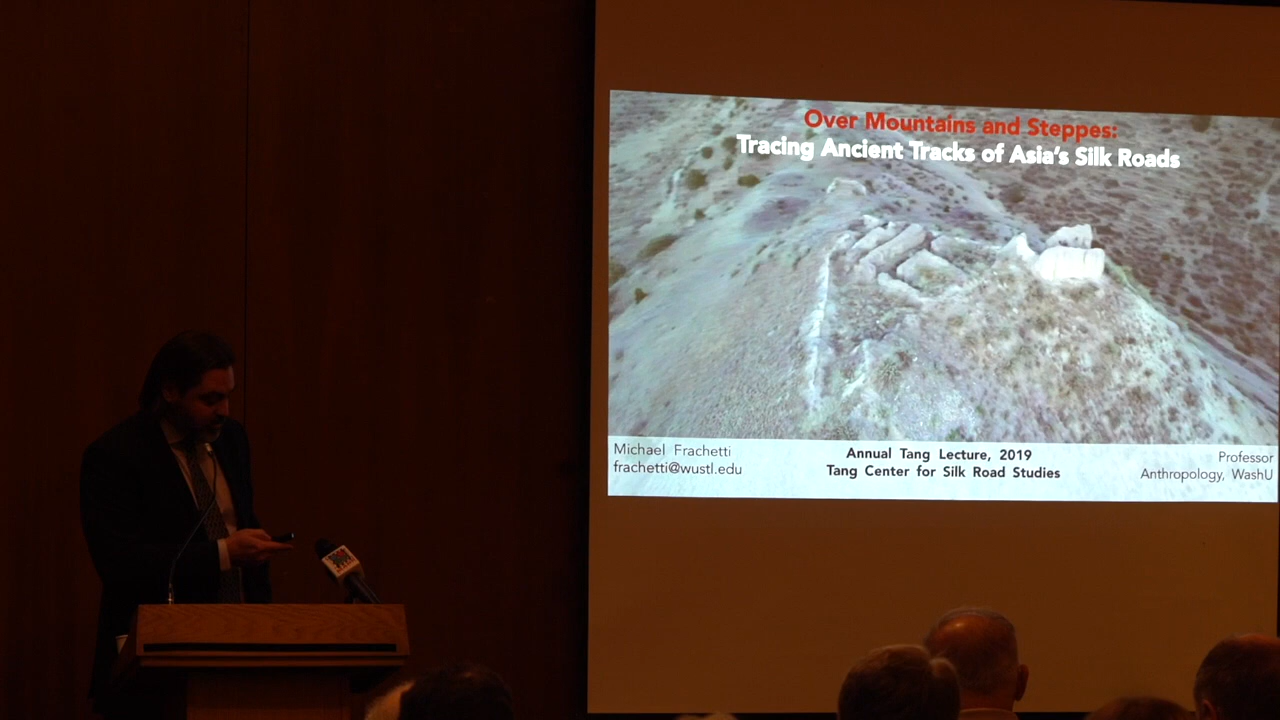 Over Mountains and Steppes:
Tracing Ancient Tracks of Asia's Silk Roads
Michael Frachetti
frachetti@wustl.edu
Annual Tang Lecture, 2019
Tang Center for Silk Road Studies
Professor
Anthropology, WashU